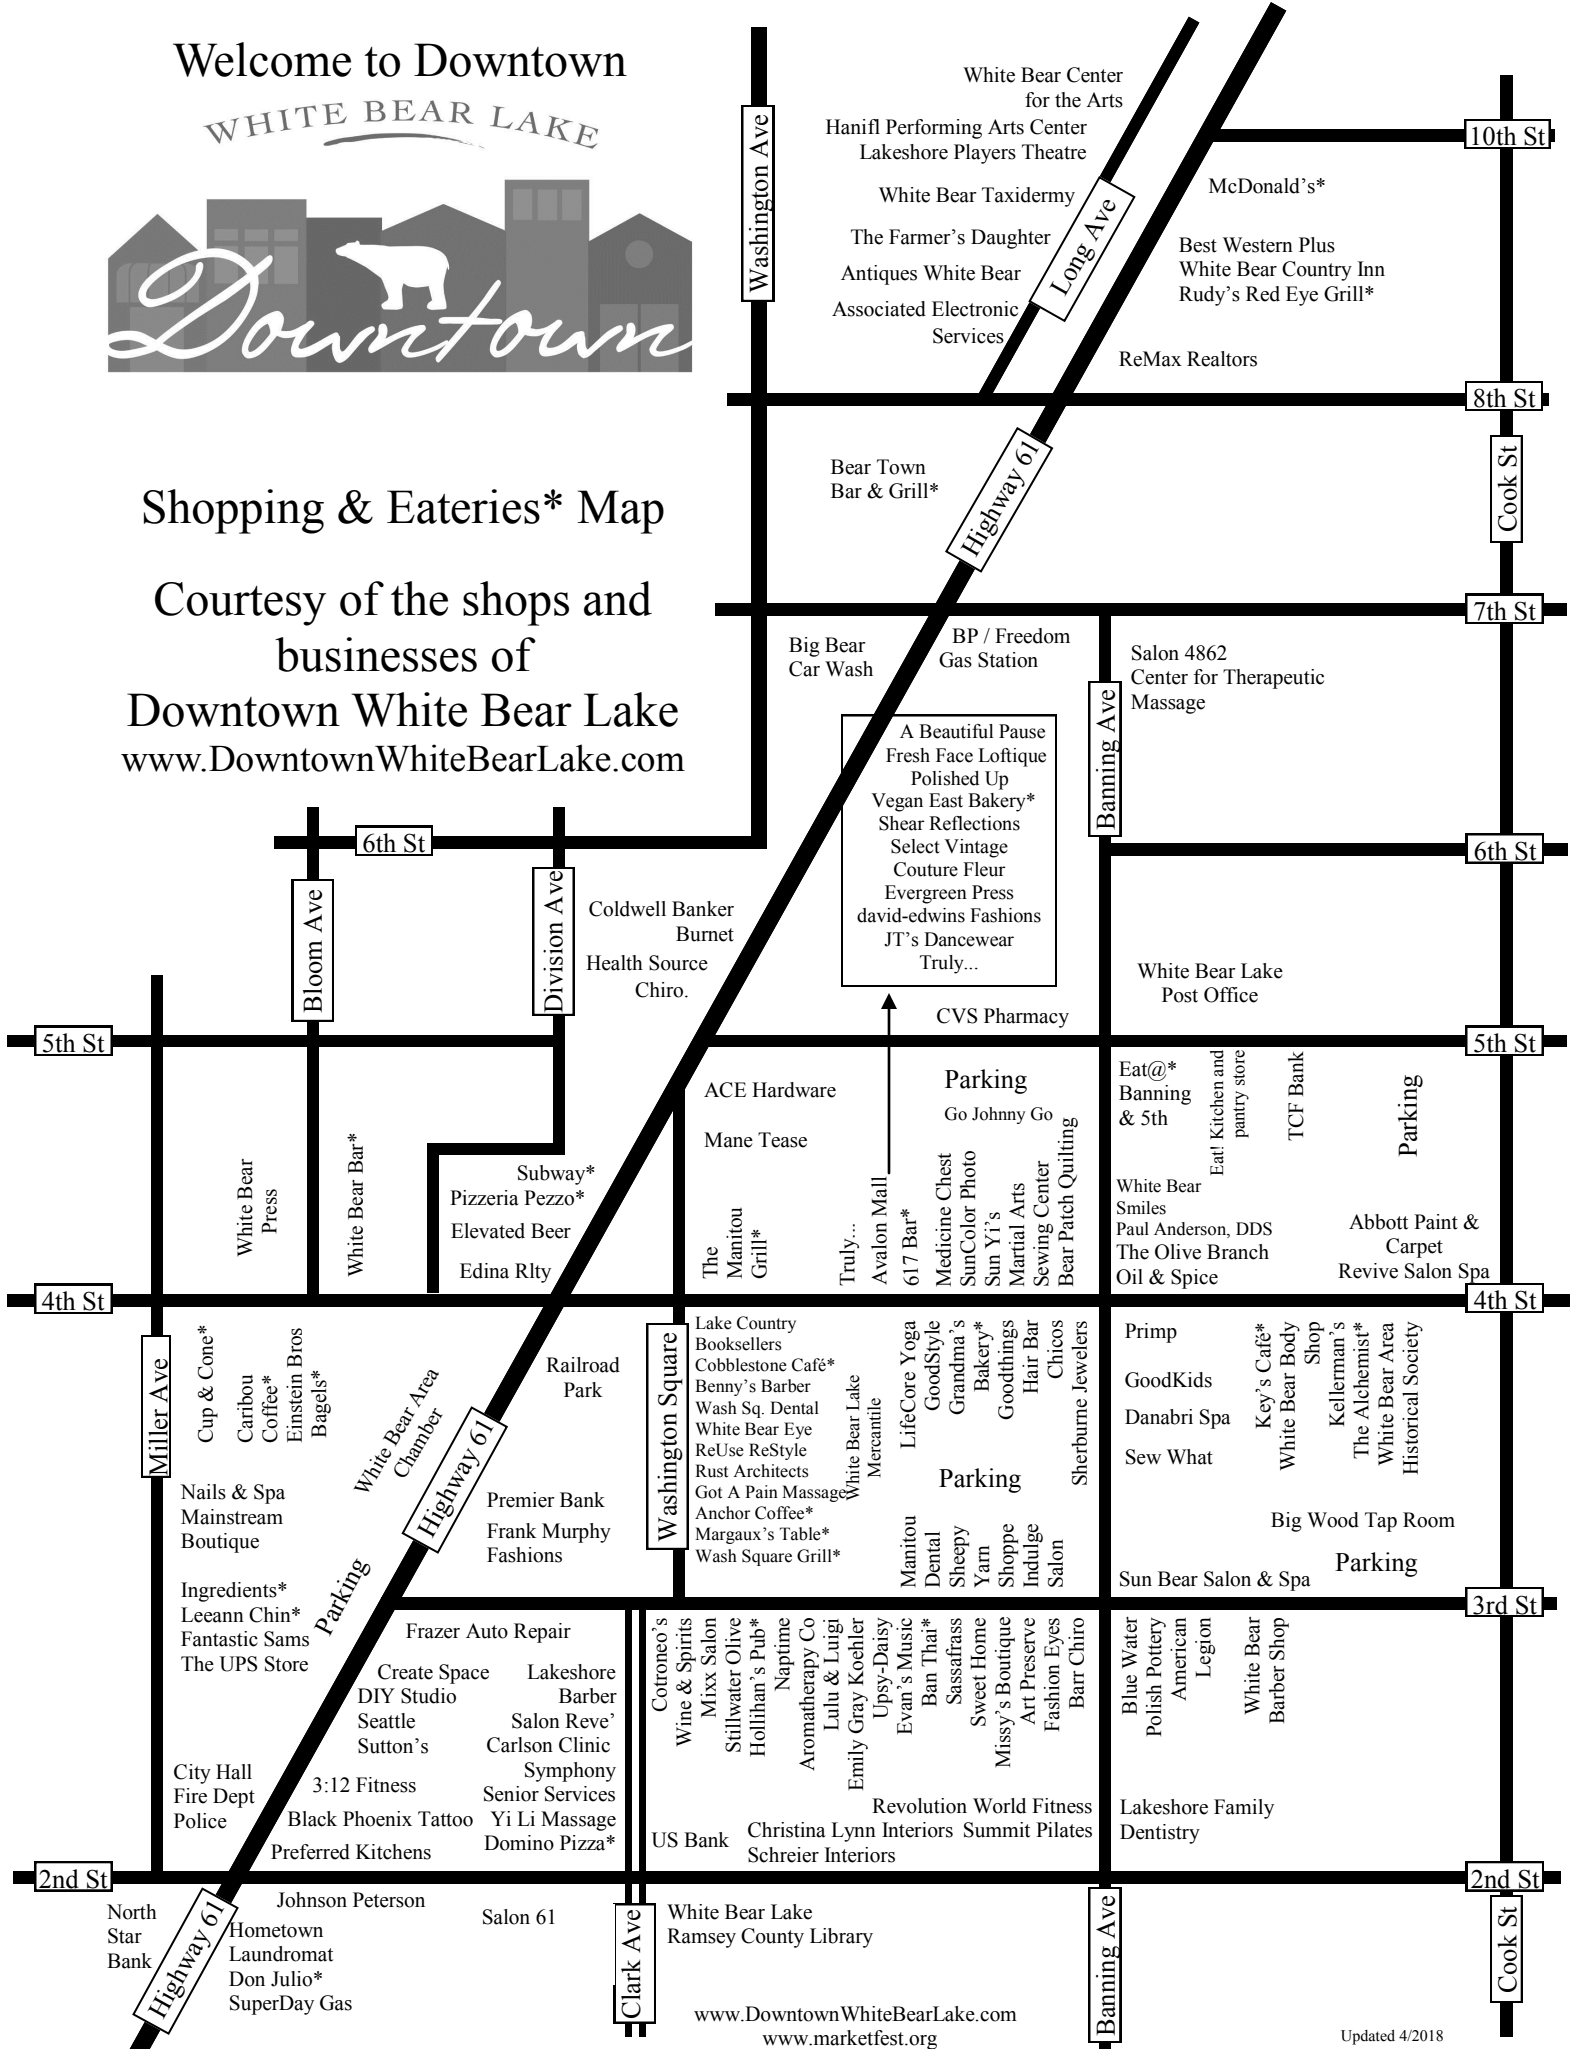 Welcome to Downtown
WHITE BEAR LAKE
Downtown
Shopping & Eateries* Map
Courtesy of the shops and
businesses of
Downtown White Bear Lake
www.DowntownWhiteBearLake.com
Washington Ave
White Bear Center
for the Arts
Hanifl Performing Arts Center
Lakeshore Players Theatre
White Bear Taxidermy
The Farmer's Daughter
Antiques White Bear
Associated Electronic
Services
Long Ave
10th St
McDonald's*
Best Western Plus
White Bear Country Inn
Rudy's Red Eye Grill*
ReMax Realtors
8th St
Cook St
Bear Town
Bar & Grill*
Highway 61
7th St
Big Bear
Car Wash
BP / Freedom
Gas Station
Banning Ave
Salon 4862
Center for Therapeutic
Massage
A Beautiful Pause
Fresh Face Loftique
Polished Up
Vegan East Bakery*
Shear Reflections
Select Vintage
Couture Fleur
Evergreen Press
david-edwins Fashions
JT's Dancewear
Truly...
6th St
6th St
Bloom Ave
Division Ave
Coldwell Banker
Burnet
Health Source
Chiro.
White Bear Lake
Post Office
CVS Pharmacy
5th St
5th St
White Bear
Press
White Bear Bar*
Subway*
Pizzeria Pezzo*
Elevated Beer
Edina Rlty
ACE Hardware
Mane Tease
The
Manitou
Grill*
Parking
Go Johnny Go
Truly...
Avalon Mall
617 Bar*
Medicine Chest
SunColor Photo
Sun Yi's
Martial Arts
Sewing Center
Bear Patch Quilting
Eat@*
Banning
& 5th
Eat! Kitchen and
pantry store
TCF Bank
Parking
White Bear
Smiles
Paul Anderson, DDS
The Olive Branch
Oil & Spice
Abbott Paint &
Carpet
Revive Salon Spa
4th St
4th St
Miller Ave
Cup & Cone*
Caribou
Coffee*
Einstein Bros
Bagels*
White Bear Area
Chamber
Highway 61
Railroad
Park
Washington Square
Lake Country
Booksellers
Cobblestone Café*
Benny's Barber
Wash Sq. Dental
White Bear Eye
ReUse ReStyle
Rust Architects
Got A Pain Massage
Anchor Coffee*
Margaux's Table*
Wash Square Grill*
White Bear Lake
Mercantile
LifeCore Yoga
GoodStyle
Grandma's
Bakery*
Goodthings
Hair Bar
Chicos
Sherburne Jewelers
Parking
Manitou
Dental
Sheepy
Yarn
Shoppe
Indulge
Salon
Primp
GoodKids
Danabri Spa
Sew What
Key's Café*
White Bear Body
Shop
Kellerman's
The Alchemist*
White Bear Area
Historical Society
Big Wood Tap Room
Parking
Sun Bear Salon & Spa
Nails & Spa
Mainstream
Boutique
Premier Bank
Frank Murphy
Fashions
Parking
Ingredients*
Leeann Chin*
Fantastic Sams
The UPS Store
3rd St
Frazer Auto Repair
Create Space
DIY Studio
Seattle
Sutton's
Lakeshore
Barber
Salon Reve'
Carlson Clinic
Symphony
Senior Services
Yi Li Massage
Domino Pizza*
3:12 Fitness
Black Phoenix Tattoo
Preferred Kitchens
City Hall
Fire Dept
Police
Cotroneo's
Wine & Spirits
Mixx Salon
Stillwater Olive
Hollihan's Pub*
Naptime
Aromatherapy Co
Lulu & Luigi
Emily Gray Koehler
Upsy-Daisy
Evan's Music
Ban Thai*
Sassafrass
Sweet Home
Missy's Boutique
Art Preserve
Fashion Eyes
Barr Chiro
Blue Water
Polish Pottery
American
Legion
White Bear
Barber Shop
US Bank
Revolution World Fitness
Christina Lynn Interiors Summit Pilates
Schreier Interiors
Lakeshore Family
Dentistry
2nd St
2nd St
North
Star
Bank
Highway 61
Johnson Peterson
Hometown
Laundromat
Don Julio*
SuperDay Gas
Salon 61
Clark Ave
White Bear Lake
Ramsey County Library
Banning Ave
Cook St
www.DowntownWhiteBearLake.com
www.marketfest.org
Updated 4/2018